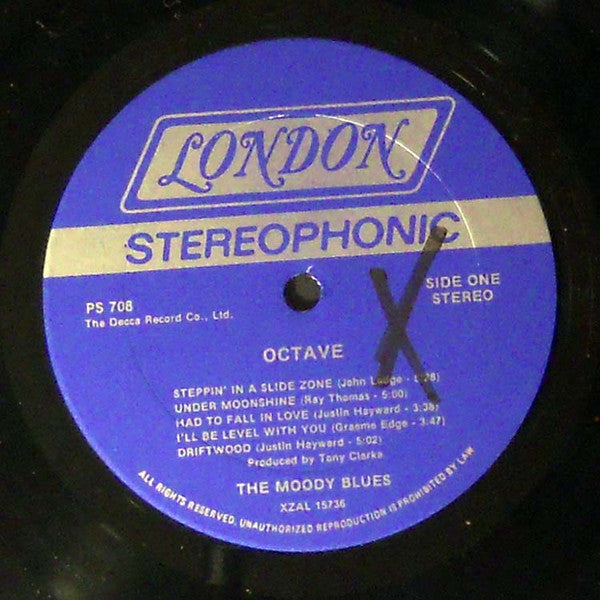 LONDON
STEREOPHONIC
PS 708
The Decca Record Co., Ltd.
SIDE ONE
STEREO
X
OCTAVE
STEPPIN' IN A SLIDE ZONE (John Lodge - 5:28)
UNDER MOONSHINE (Ray Thomas - 5:00)
HAD TO FALL IN LOVE (Justin Hayward - 3:38)
I'LL BE LEVEL WITH YOU (Graeme Edge - 3:47)
DRIFTWOOD (Justin Hayward - 5:02)
Produced by Tony Clarke
THE MOODY BLUES
XZAL 15736
ALL RIGHTS RESERVED. UNAUTHORIZED REPRODUCTION IS PROHIBITED BY LAW